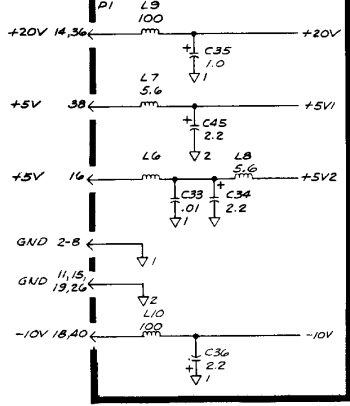 P1 L9
100
+20V 14,36 +20V
+ C35
1.0
1
L7
5.6
+5V 38 +5V1
+ C45
2.2
2
+5V 16 L6 L8
5.6 +5V2
C33 + C34
.01 2.2
1 1
GND 2-8
1
GND 11,15,
19,26
2
L10
100
-10V 18,40 -10V
C36
+ 2.2
1